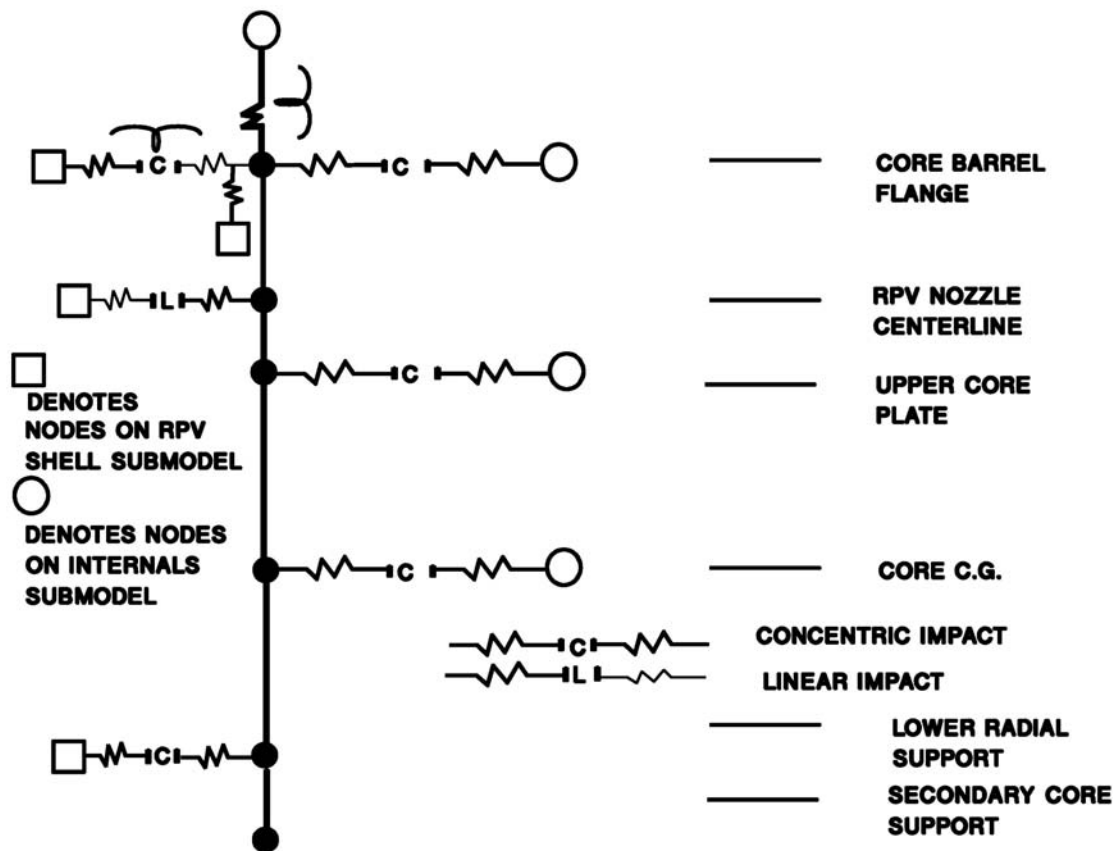 C
C
CORE BARREL
FLANGE
L
RPV NOZZLE
CENTERLINE
C
UPPER CORE
PLATE
DENOTES
NODES ON RPV
SHELL SUBMODEL
DENOTES NODES
ON INTERNALS
SUBMODEL
C
CORE C.G.
C
CONCENTRIC IMPACT
L
LINEAR IMPACT
C
LOWER RADIAL
SUPPORT
SECONDARY CORE
SUPPORT